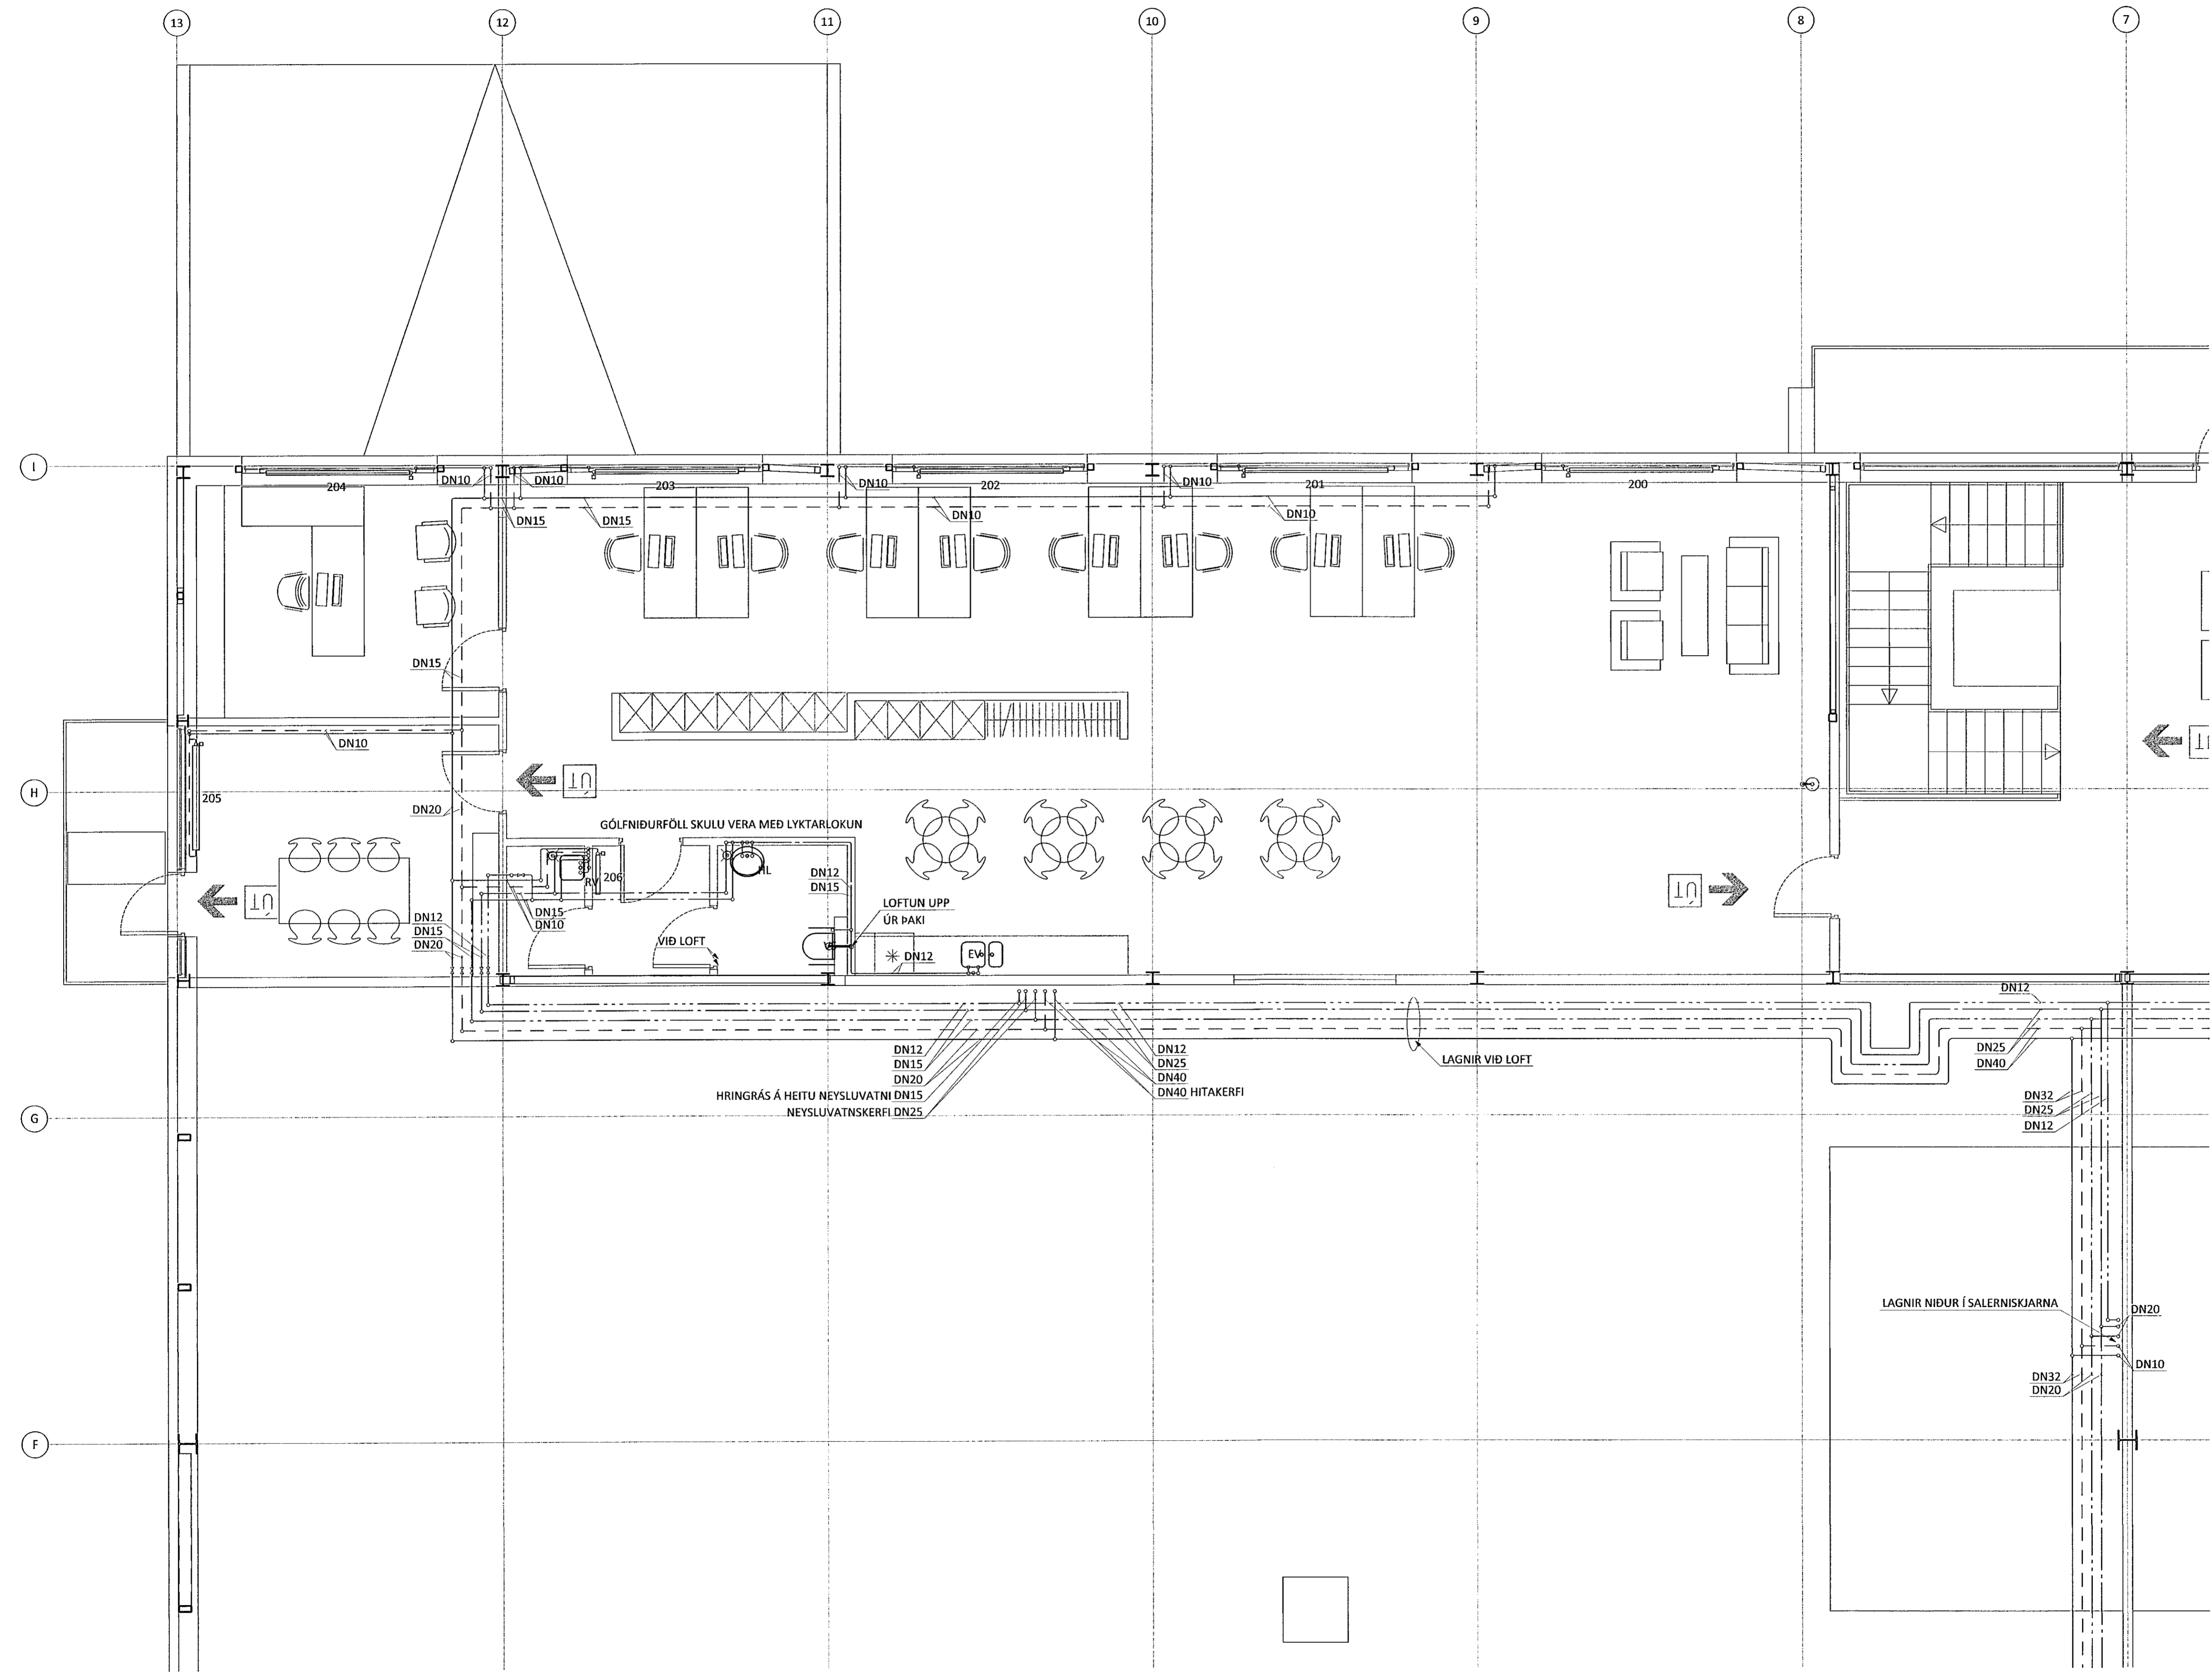 13 12 11 10 9 8 7
I
DN10 DN10 DN10 DN10
204 203 202 201 200
DN15 DN15 DN10 DN10
DN15
DN10
ÚT
H
205
DN20
GÓLFNIÐURFÖLL SKULU VERA MEÐ LYKTARLOKUN
RV 206
HL
DN12
DN15
ÚT
ÚT
ÚT
LOFTUN UPP
ÚR ÞAKI
DN15
DN10
DN12
DN15
DN20
VIÐ LOFT
DN12
EV
DN12
DN15
DN20
HRINGRÁS Á HEITU NEYSLUVATNI DN15
NEYSLUVATNSKERFI DN25
DN12
DN25
DN40
DN40 HITAKERFI
LAGNIR VIÐ LOFT
DN12
DN25
DN40
G
DN32
DN25
DN12
LAGNIR NIÐUR Í SALERNISKJARNA
DN20
DN10
DN32
DN20
F